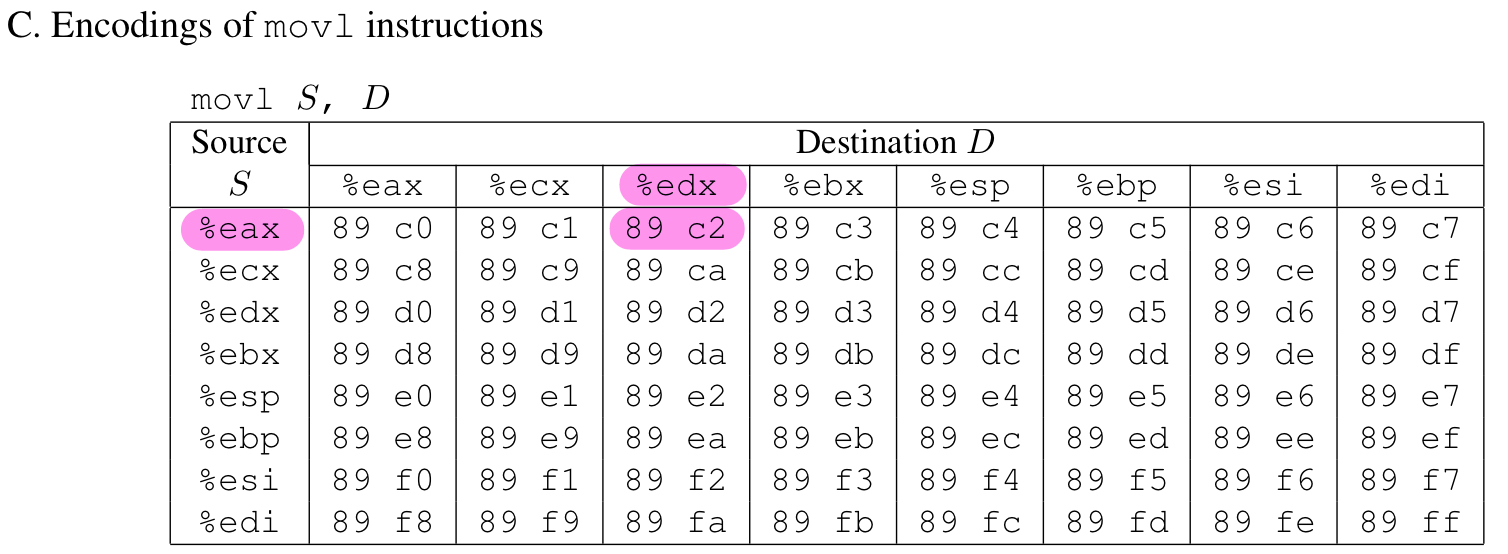 C. Encodings of movl instructions
movl S, D
Source Destination D
S %eax %ecx %edx %ebx %esp %ebp %esi %edi
%eax 89 c0 89 c1 89 c2 89 c3 89 c4 89 c5 89 c6 89 c7
%ecx 89 c8 89 c9 89 ca 89 cb 89 cc 89 cd 89 ce 89 cf
%edx 89 d0 89 d1 89 d2 89 d3 89 d4 89 d5 89 d6 89 d7
%ebx 89 d8 89 d9 89 da 89 db 89 dc 89 dd 89 de 89 df
%esp 89 e0 89 e1 89 e2 89 e3 89 e4 89 e5 89 e6 89 e7
%ebp 89 e8 89 e9 89 ea 89 eb 89 ec 89 ed 89 ee 89 ef
%esi 89 f0 89 f1 89 f2 89 f3 89 f4 89 f5 89 f6 89 f7
%edi 89 f8 89 f9 89 fa 89 fb 89 fc 89 fd 89 fe 89 ff